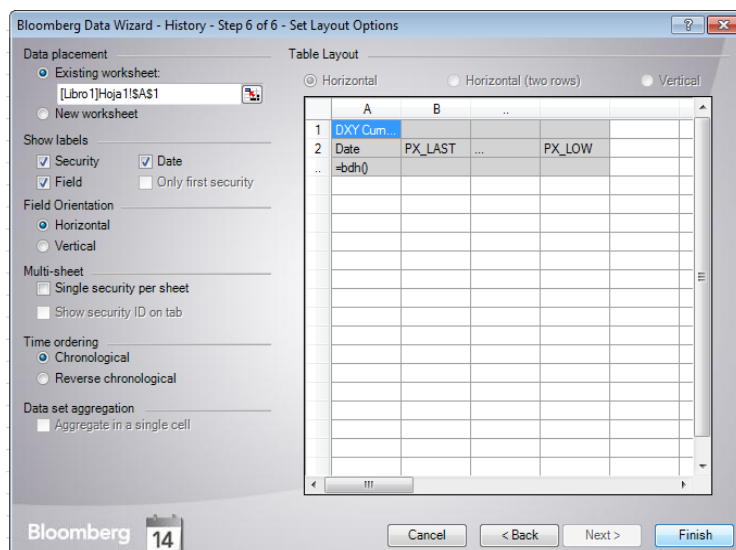 Bloomberg Data Wizard - History - Step 6 of 6 - Set Layout Options
Data placement
Existing worksheet:
[Libro1]Hoja1!$A$1
New worksheet
Show labels
Security
Date
Field
Only first security
Field Orientation
Horizontal
Vertical
Multi-sheet
Single security per sheet
Show security ID on tab
Time ordering
Chronological
Reverse chronological
Data set aggregation
Aggregate in a single cell
Table Layout
Horizontal
Horizontal (two rows)
Vertical
A B ..
1 DXY Curn...
2 Date PX_LAST ... PX_LOW
.. =bdh()
Bloomberg
14
Cancel
< Back
Next >
Finish